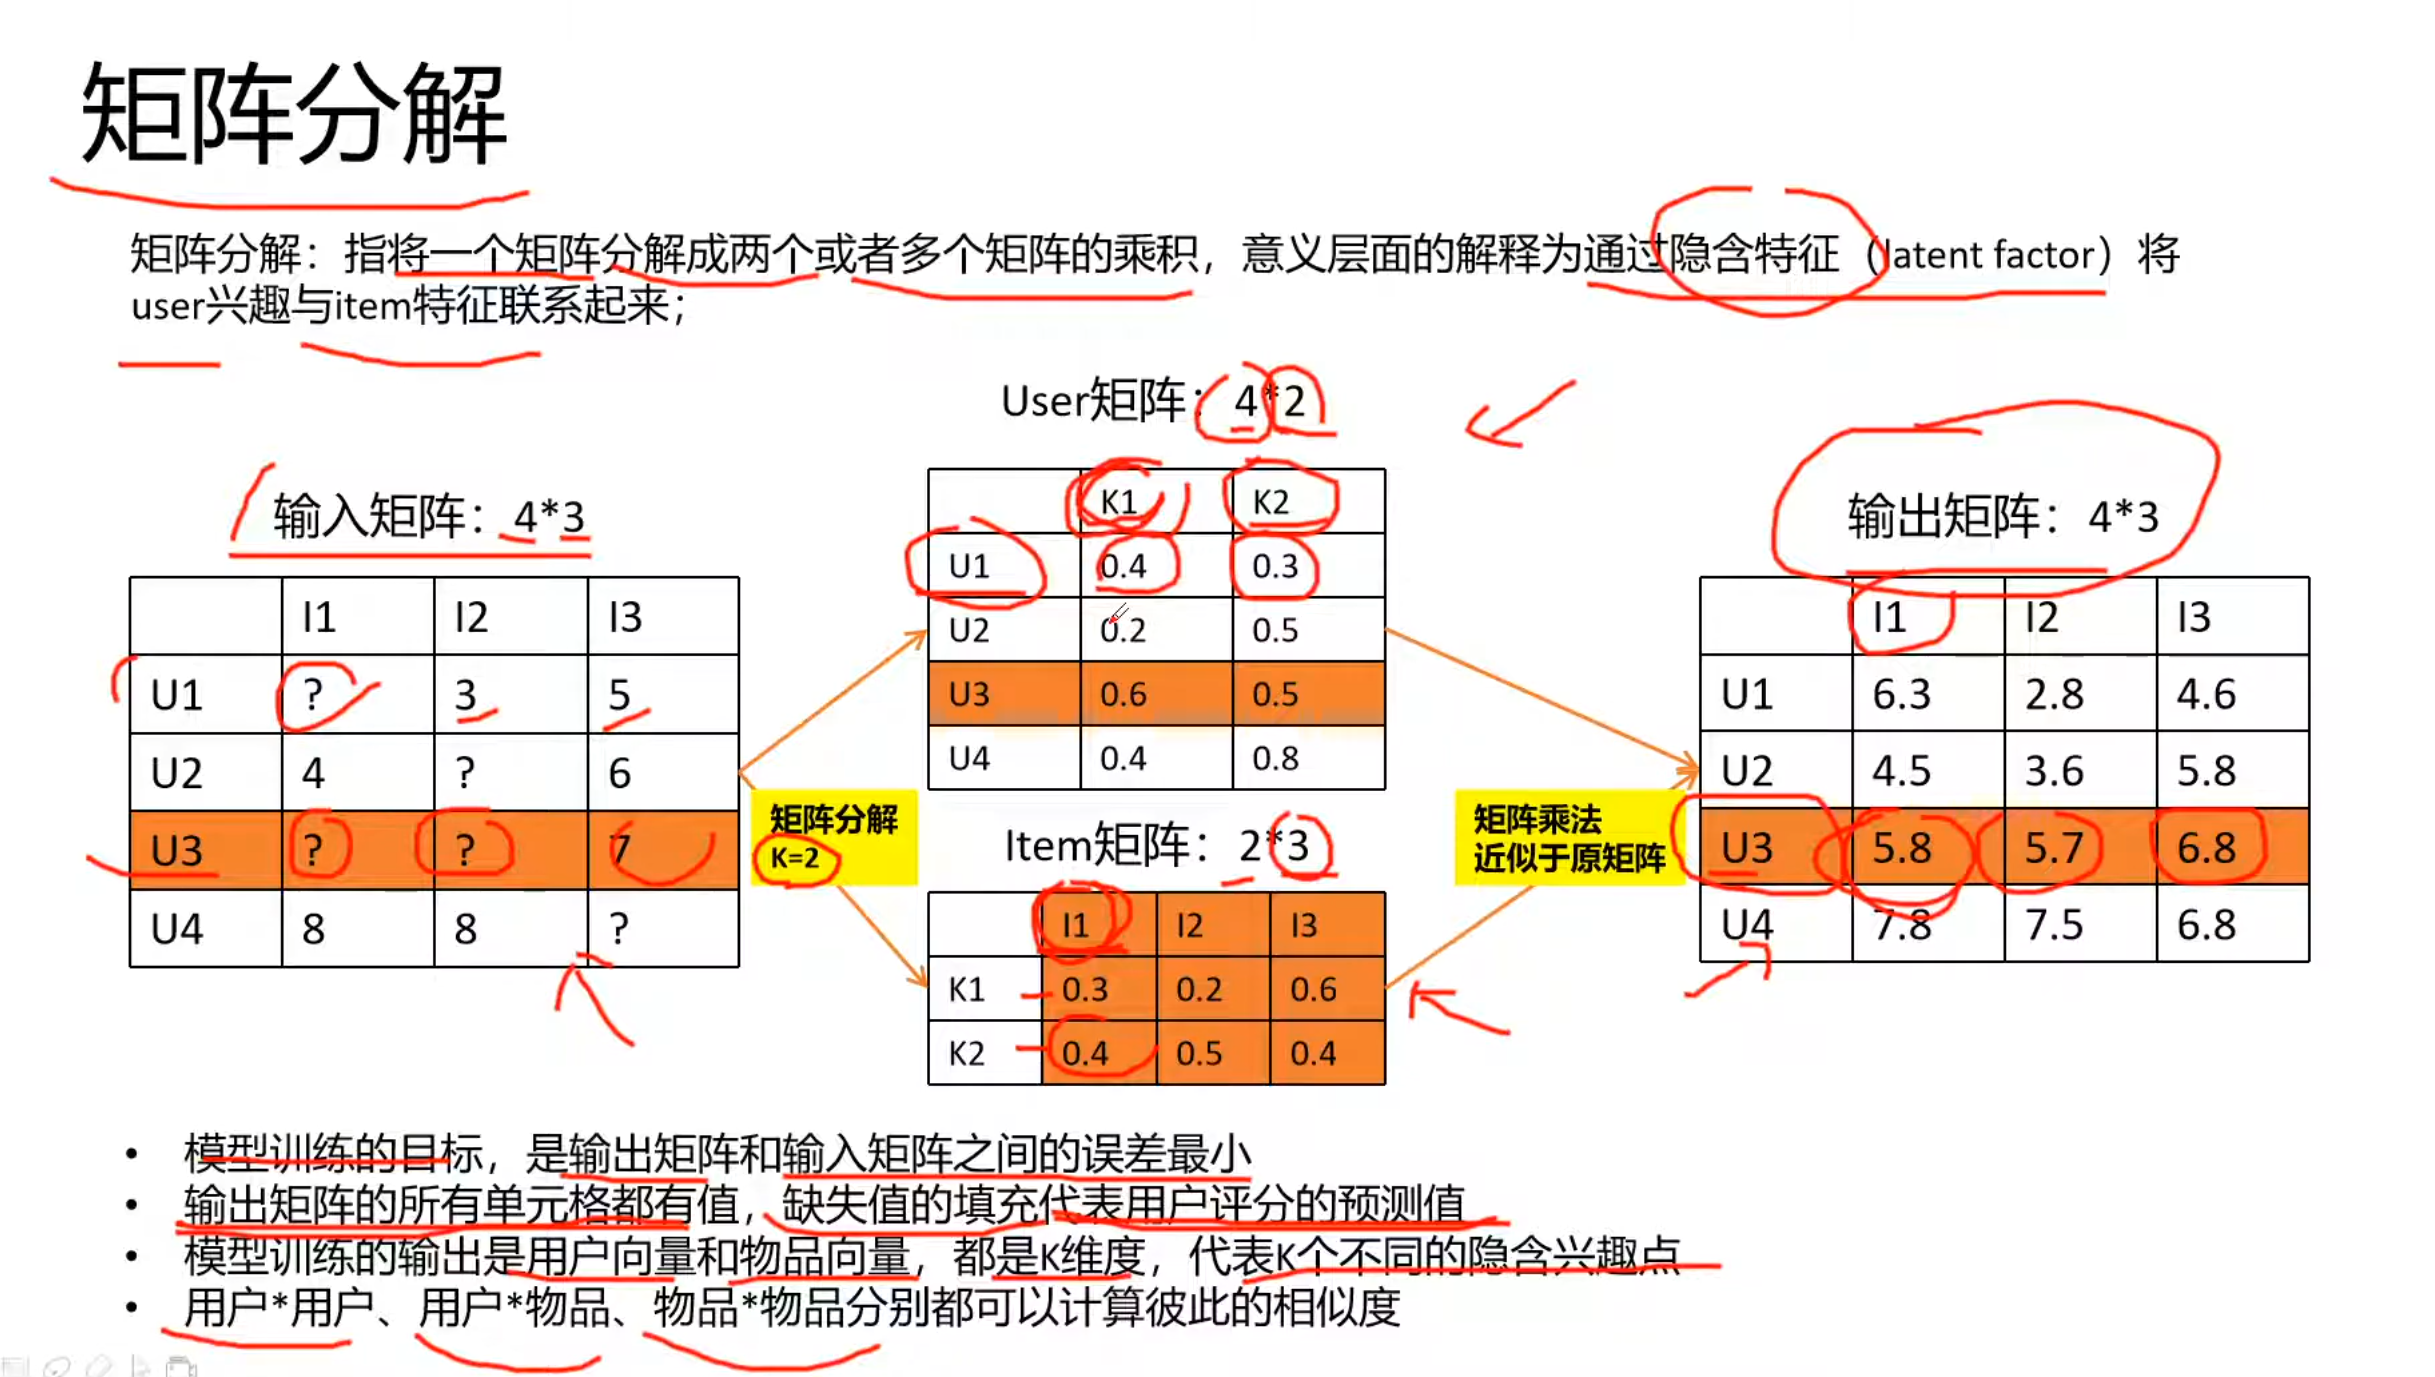 矩阵分解
矩阵分解：指将一个矩阵分解成两个或者多个矩阵的乘积，意义层面的解释为通过隐含特征（latent factor）将
user兴趣与item特征联系起来；
输入矩阵：4*3
I1 I2 I3
U1 ? 3 5
U2 4 ? 6
U3 ? ? 7
U4 8 8 ?
矩阵分解
K=2
User矩阵：4*2
K1 K2
U1 0.4 0.3
U2 0.2 0.5
U3 0.6 0.5
U4 0.4 0.8
Item矩阵：2*3
I1 I2 I3
K1 0.3 0.2 0.6
K2 0.4 0.5 0.4
矩阵乘法
近似于原矩阵
输出矩阵：4*3
I1 I2 I3
U1 6.3 2.8 4.6
U2 4.5 3.6 5.8
U3 5.8 5.7 6.8
U4 7.8 7.5 6.8
• 模型训练的目标，是输出矩阵和输入矩阵之间的误差最小
• 输出矩阵的所有单元格都有值，缺失值的填充代表用户评分的预测值
• 模型训练的输出是用户向量和物品向量，都是K维度，代表K个不同的隐含兴趣点
• 用户*用户、用户*物品、物品*物品分别都可以计算彼此的相似度